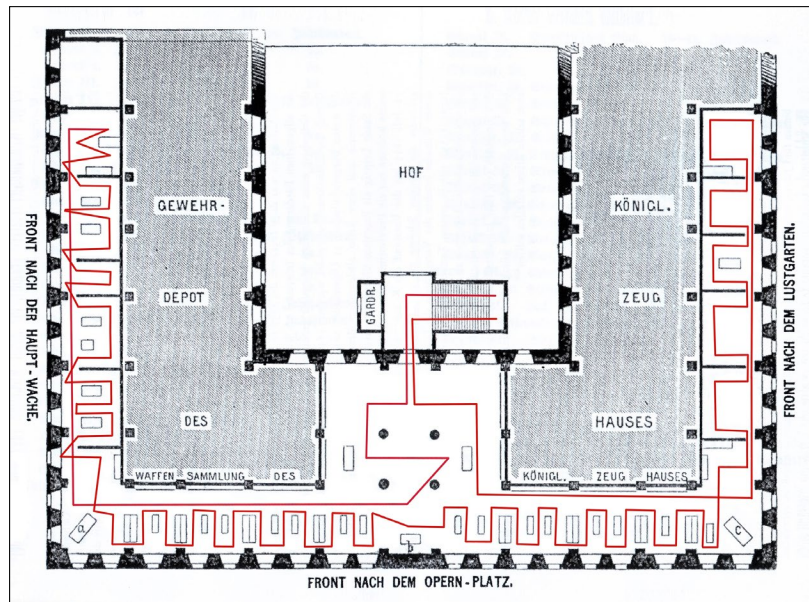 HOF
GEWEHR-
KÖNIGL.
GARDR.
DEPOT
ZEUG
DES
HAUSES
WAFFEN SAMMLUNG DES
KÖNIGL. ZEUG HAUSES
a
b
c
FRONT NACH DER HAUPT-WACHE.
FRONT NACH DEM LUSTGARTEN.
FRONT NACH DEM OPERN-PLATZ.